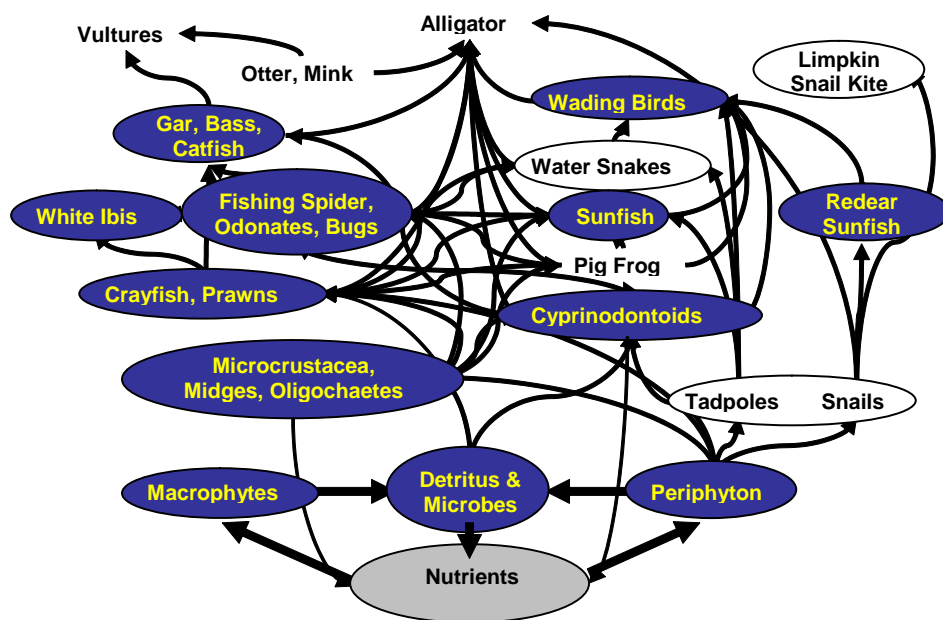 Alligator
Vultures
Otter, Mink
Limpkin
Snail Kite
Wading Birds
Gar, Bass,
Catfish
Water Snakes
White Ibis
Fishing Spider,
Odonates, Bugs
Sunfish
Redear
Sunfish
Pig Frog
Crayfish, Prawns
Cyprinodontoids
Microcrustacea,
Midges, Oligochaetes
Tadpoles
Snails
Macrophytes
Detritus &
Microbes
Periphyton
Nutrients